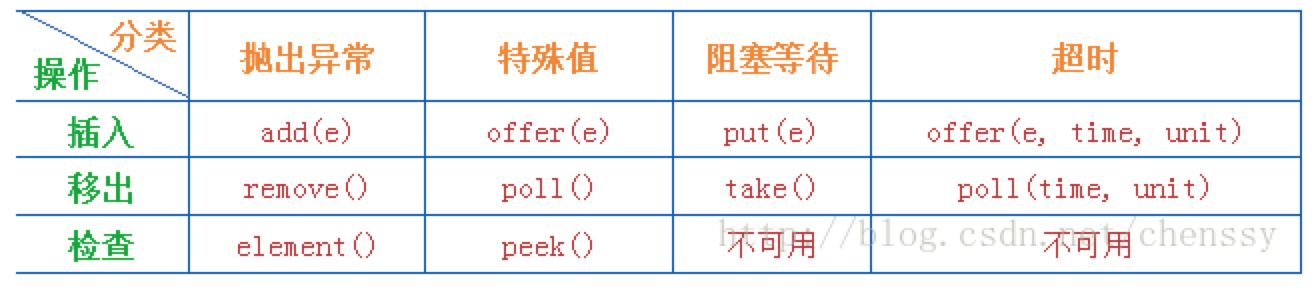 分类
操作
抛出异常 特殊值 阻塞等待 超时
插入 add(e) offer(e) put(e) offer(e, time, unit)
移出 remove() poll() take() poll(time, unit)
检查 element() peek() 不可用 不可用
http://blog.csdn.net/chenssy